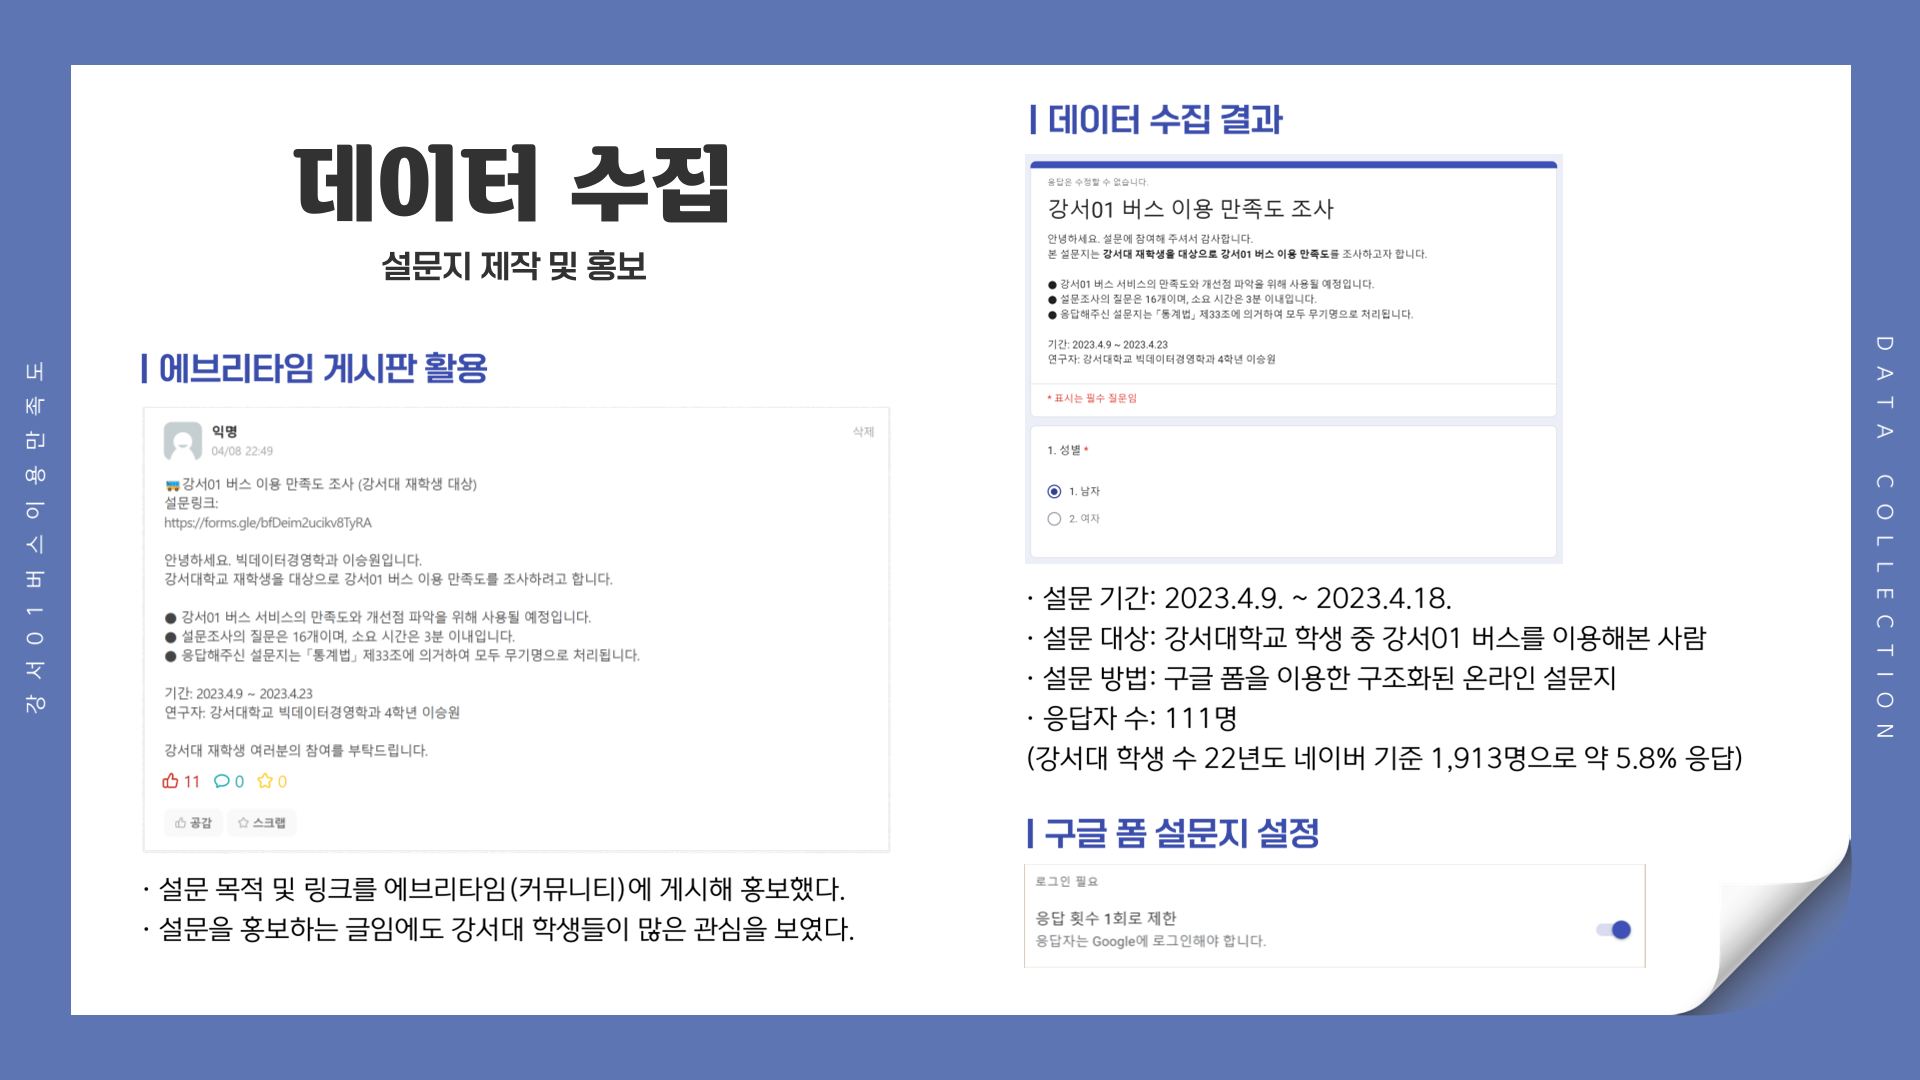 데이터 수집
설문지 제작 및 홍보
| 에브리타임 게시판 활용
익명
04/08 22:49
삭제
강서01 버스 이용 만족도 조사 (강서대 재학생 대상)
설문링크:
https://forms.gle/bfDeim2ucikv8TyRA
안녕하세요. 빅데이터경영학과 이승원입니다.
강서대학교 재학생을 대상으로 강서01 버스 이용 만족도를 조사하려고 합니다.
● 강서01 버스 서비스의 만족도와 개선점 파악을 위해 사용될 예정입니다.
● 설문조사의 질문은 16개이며, 소요 시간은 3분 이내입니다.
● 응답해주신 설문지는 「통계법」 제33조에 의거하여 모두 무기명으로 처리됩니다.
기간: 2023.4.9 ~ 2023.4.23
연구자: 강서대학교 빅데이터경영학과 4학년 이승원
강서대 재학생 여러분의 참여를 부탁드립니다.
11 0 0
공감 스크랩
· 설문 목적 및 링크를 에브리타임(커뮤니티)에 게시해 홍보했다.
· 설문을 홍보하는 글임에도 강서대 학생들이 많은 관심을 보였다.
| 데이터 수집 결과
응답은 수정할 수 없습니다.
강서01 버스 이용 만족도 조사
안녕하세요. 설문에 참여해 주셔서 감사합니다.
본 설문지는 강서대 재학생을 대상으로 강서01 버스 이용 만족도를 조사하고자 합니다.
● 강서01 버스 서비스의 만족도와 개선점 파악을 위해 사용될 예정입니다.
● 설문조사의 질문은 16개이며, 소요 시간은 3분 이내입니다.
● 응답해주신 설문지는 「통계법」 제33조에 의거하여 모두 무기명으로 처리됩니다.
기간: 2023.4.9 ~ 2023.4.23
연구자: 강서대학교 빅데이터경영학과 4학년 이승원
* 표시는 필수 질문임
1. 성별 *
1. 남자
2. 여자
· 설문 기간: 2023.4.9. ~ 2023.4.18.
· 설문 대상: 강서대학교 학생 중 강서01 버스를 이용해본 사람
· 설문 방법: 구글 폼을 이용한 구조화된 온라인 설문지
· 응답자 수: 111명
(강서대 학생 수 22년도 네이버 기준 1,913명으로 약 5.8% 응답)
| 구글 폼 설문지 설정
로그인 필요
응답 횟수 1회로 제한
응답자는 Google에 로그인해야 합니다.
강서01버스이용만족도
DATA COLLECTION